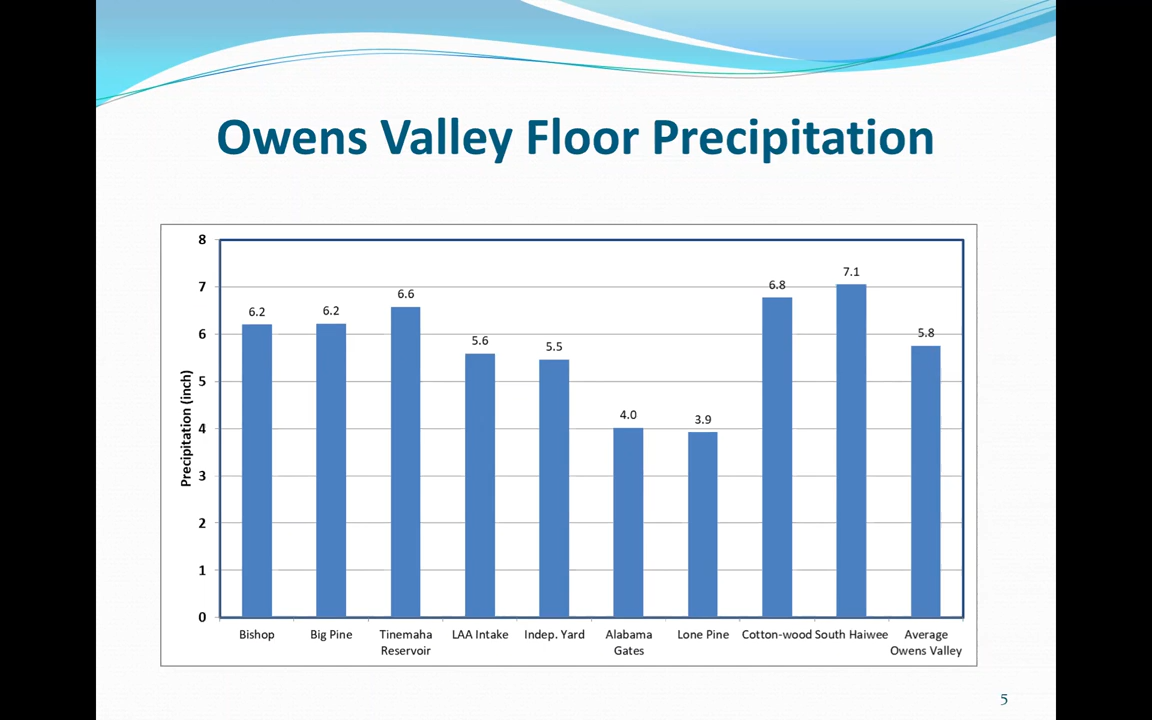 Owens Valley Floor Precipitation
8
7
6
5
4
3
2
1
0
Precipitation (inch)
6.2
6.2
6.6
5.6
5.5
4.0
3.9
6.8
7.1
5.8
Bishop
Big Pine
Tinemaha
Reservoir
LAA Intake
Indep. Yard
Alabama
Gates
Lone Pine
Cotton-wood
South Haiwee
Average
Owens Valley
5